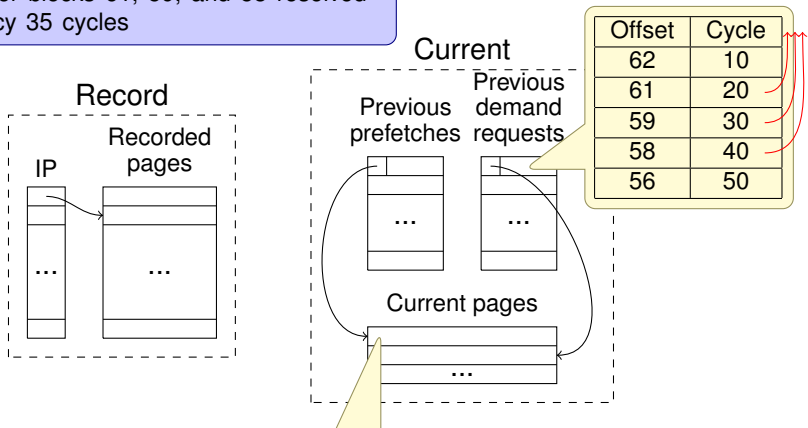 cy 35 cycles
Current
Record
Previous prefetches
Previous demand requests
Recorded pages
IP
...
...
...
...
Current pages
...
Offset Cycle
62 10
61 20
59 30
58 40
56 50